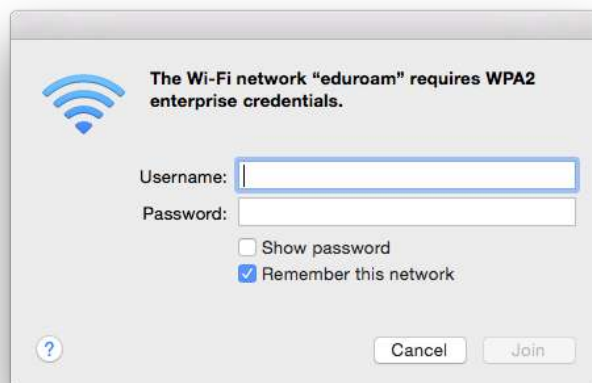 The Wi-Fi network “eduroam” requires WPA2
enterprise credentials.
Username:
Password:
Show password
Remember this network
?
Cancel
Join